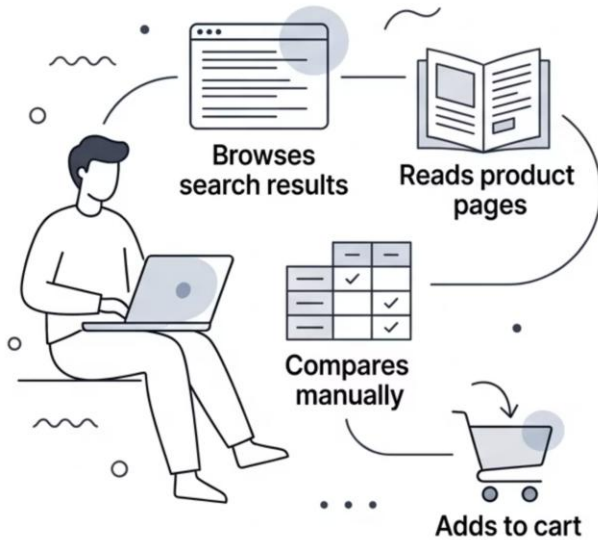 Browses
search results
Reads product
pages
Compares
manually
Adds to cart